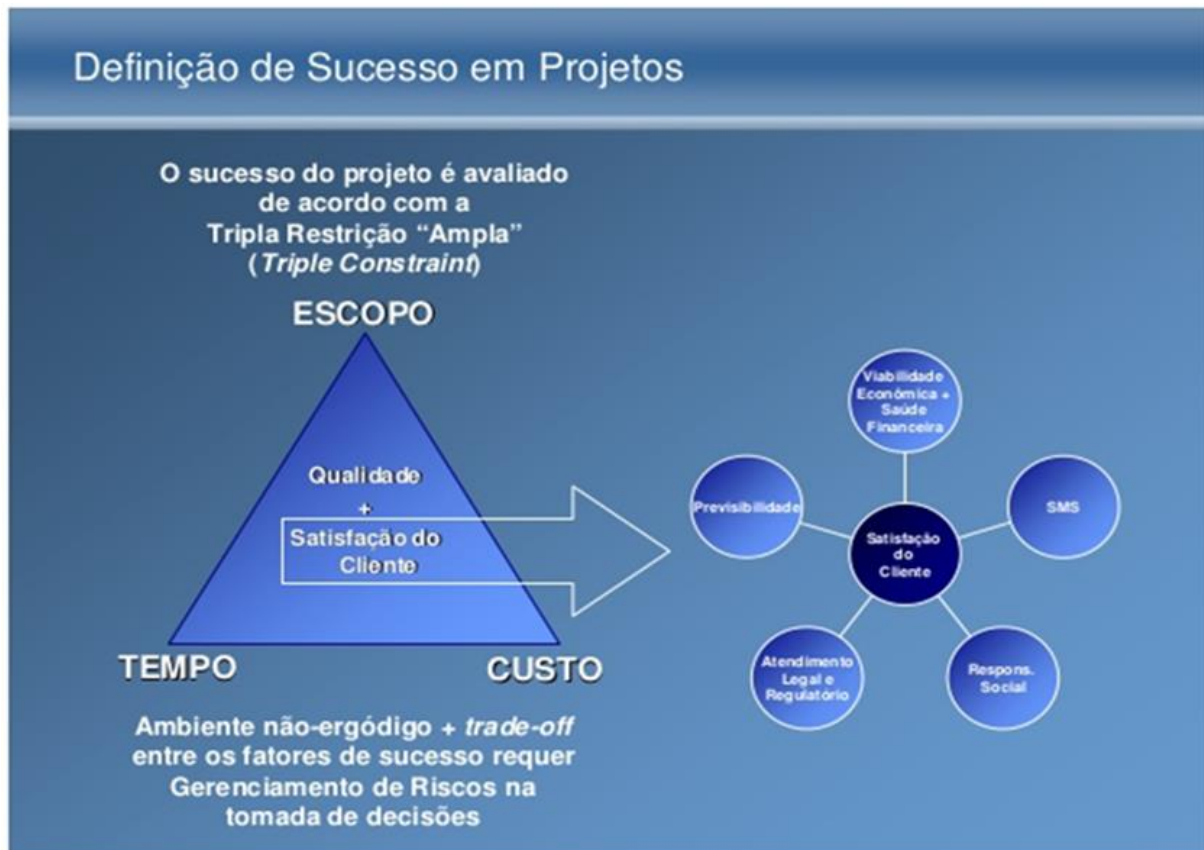 Definição de Sucesso em Projetos
O sucesso do projeto é avaliado
de acordo com a
Tripla Restrição “Ampla”
(Triple Constraint)
ESCOPO
Qualidade
+
Satisfação do
Cliente
TEMPO
CUSTO
Ambiente não-ergódigo + trade-off
entre os fatores de sucesso requer
Gerenciamento de Riscos na
tomada de decisões
Viabilidade
Econômica +
Saúde
Financeira
Previsibilidade
SMS
Satisfação
do
Cliente
Atendimento
Legal e
Regulatório
Respons.
Social